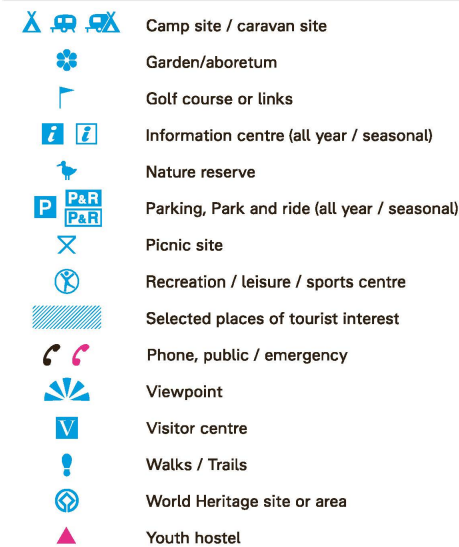 Camp site / caravan site
Garden/aboretum
Golf course or links
i i Information centre (all year / seasonal)
Nature reserve
P P&R P&R Parking, Park and ride (all year / seasonal)
Picnic site
Recreation / leisure / sports centre
Selected places of tourist interest
Phone, public / emergency
Viewpoint
V Visitor centre
Walks / Trails
World Heritage site or area
Youth hostel